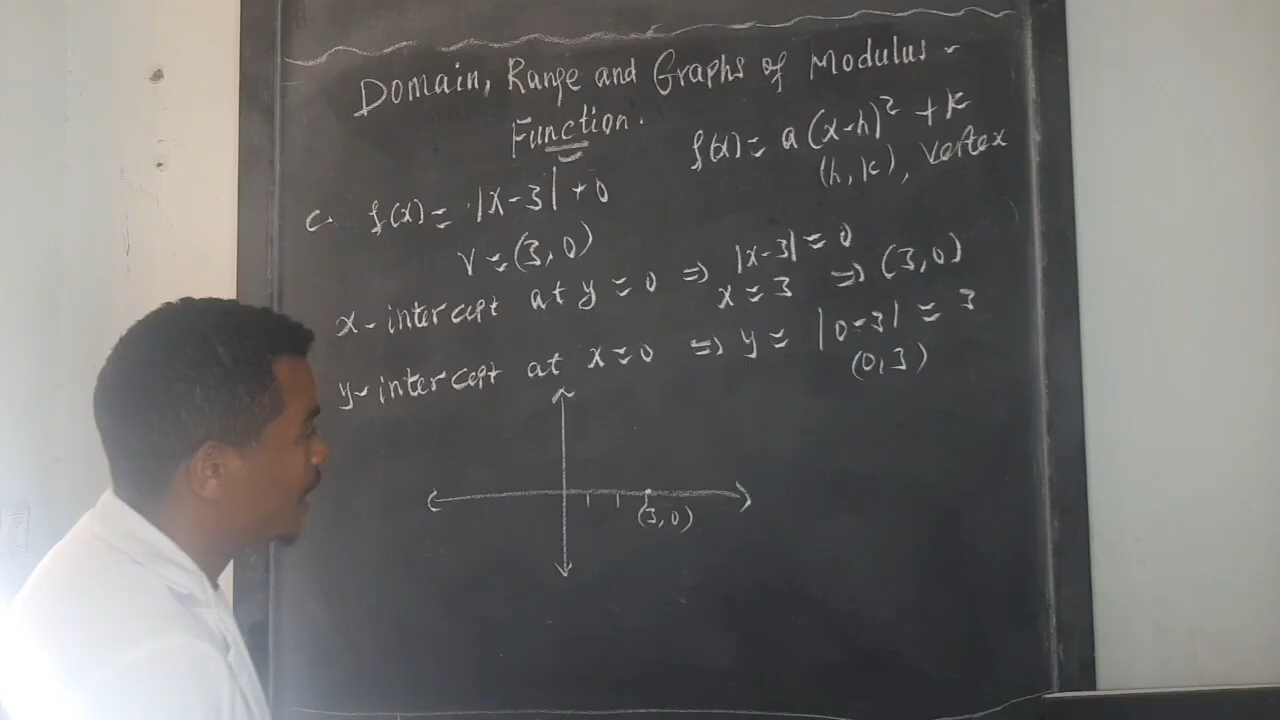 Domain, Range and Graphs of Modulus -
Function.
f(x) = a(x-h)² + k
(h, k), Vertex
C. f(x) = |x-3| + 0
V = (3, 0)
x-intercept at y = 0 ⇒ |x-3| = 0
x = 3 ⇒ (3, 0)
y-intercept at x = 0 ⇒ y = |0-3| = 3
(0, 3)
(3, 0)